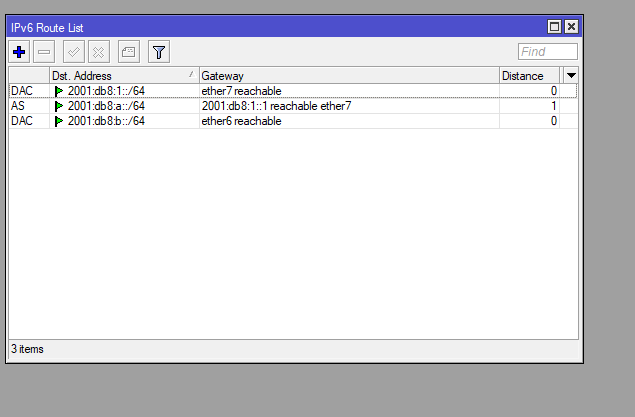 IPv6 Route List
Find
Dst. Address Gateway Distance
DAC 2001:db8:1::/64 ether7 reachable 0
AS 2001:db8:a::/64 2001:db8:1::1 reachable ether7 1
DAC 2001:db8:b::/64 ether6 reachable 0
3 items